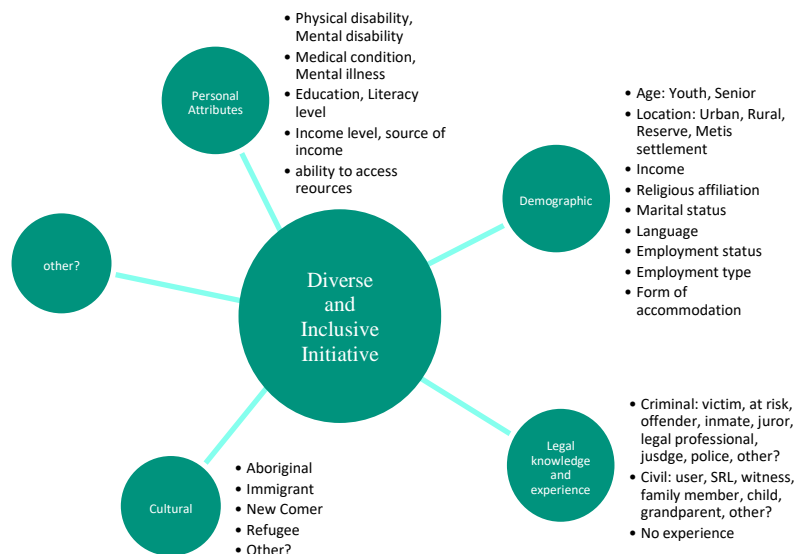 Personal
Attributes
• Physical disability,
Mental disability
• Medical condition,
Mental illness
• Education, Literacy
level
• Income level, source of
income
• ability to access
reources
Demographic
• Age: Youth, Senior
• Location: Urban, Rural,
Reserve, Metis
settlement
• Income
• Religious affiliation
• Marital status
• Language
• Employment status
• Employment type
• Form of
accommodation
other?
Diverse
and
Inclusive
Initiative
Legal
knowledge
and
experience
• Criminal: victim, at risk,
offender, inmate, juror,
legal professional,
jusdge, police, other?
• Civil: user, SRL, witness,
family member, child,
grandparent, other?
• No experience
Cultural
• Aboriginal
• Immigrant
• New Comer
• Refugee
• Other?